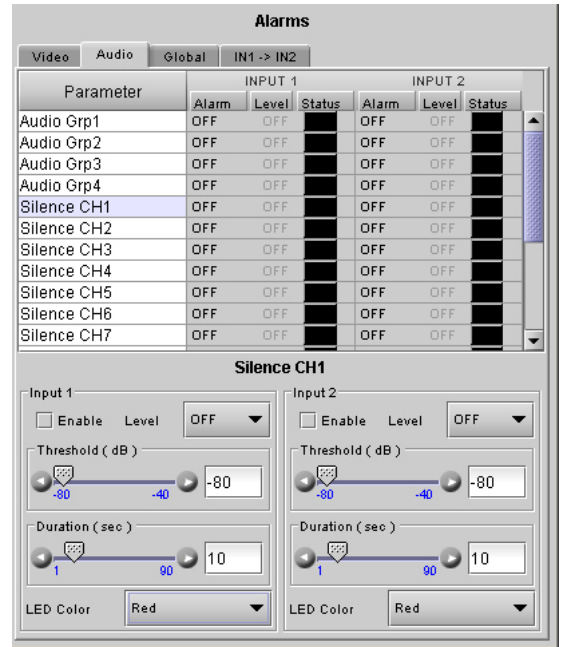 Alarms
Video Audio Global IN1 -> IN2
Parameter INPUT 1 INPUT 2
Alarm Level Status Alarm Level Status
Audio Grp1 OFF OFF OFF OFF
Audio Grp2 OFF OFF OFF OFF
Audio Grp3 OFF OFF OFF OFF
Audio Grp4 OFF OFF OFF OFF
Silence CH1 OFF OFF OFF OFF
Silence CH2 OFF OFF OFF OFF
Silence CH3 OFF OFF OFF OFF
Silence CH4 OFF OFF OFF OFF
Silence CH5 OFF OFF OFF OFF
Silence CH6 OFF OFF OFF OFF
Silence CH7 OFF OFF OFF OFF
Silence CH1
Input 1
Enable Level OFF
Threshold ( dB )
-80 -40 -80
Duration ( sec )
1 90 10
LED Color Red
Input 2
Enable Level OFF
Threshold ( dB )
-80 -40 -80
Duration ( sec )
1 90 10
LED Color Red